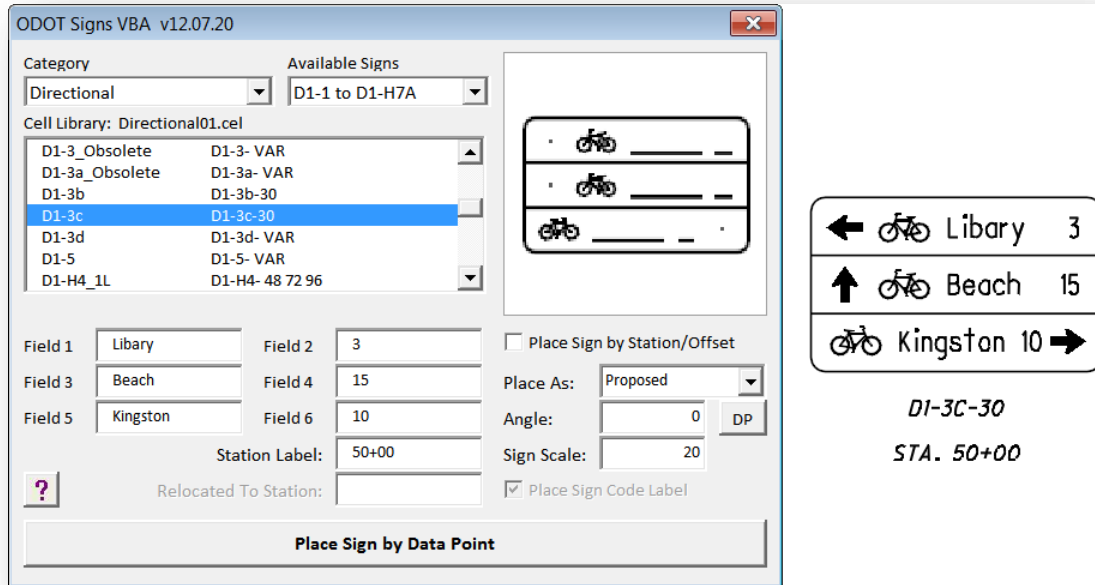 ODOT Signs VBA v12.07.20
Category
Available Signs
Directional
D1-1 to D1-H7A
Cell Library: Directional01.cel
D1-3_Obsolete D1-3- VAR
D1-3a_Obsolete D1-3a- VAR
D1-3b D1-3b-30
D1-3c D1-3c-30
D1-3d D1-3d- VAR
D1-5 D1-5- VAR
D1-H4_1L D1-H4- 48 72 96
Field 1 Libary Field 2 3
Field 3 Beach Field 4 15
Field 5 Kingston Field 6 10
Station Label: 50+00
Relocated To Station:
?
Place Sign by Station/Offset
Place As: Proposed
Angle: 0 DP
Sign Scale: 20
Place Sign Code Label
Place Sign by Data Point
Libary 3
Beach 15
Kingston 10
D1-3C-30
STA. 50+00